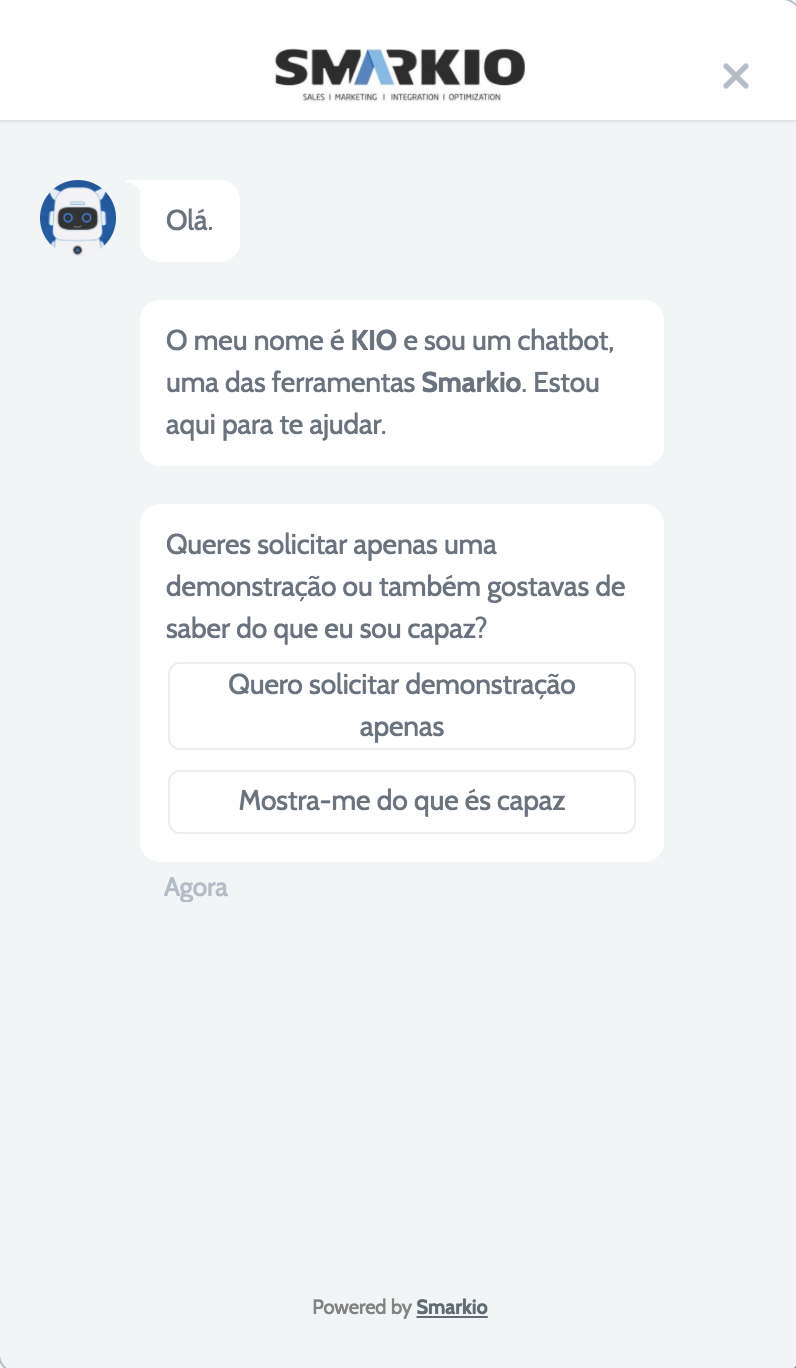 SMARKIO
SALES | MARKETING | INTEGRATION | OPTIMIZATION
Olá.
O meu nome é KIO e sou um chatbot,
uma das ferramentas Smarkio. Estou
aqui para te ajudar.
Queres solicitar apenas uma
demonstração ou também gostavas de
saber do que eu sou capaz?
Quero solicitar demonstração
apenas
Mostra-me do que és capaz
Agora
Powered by Smarkio